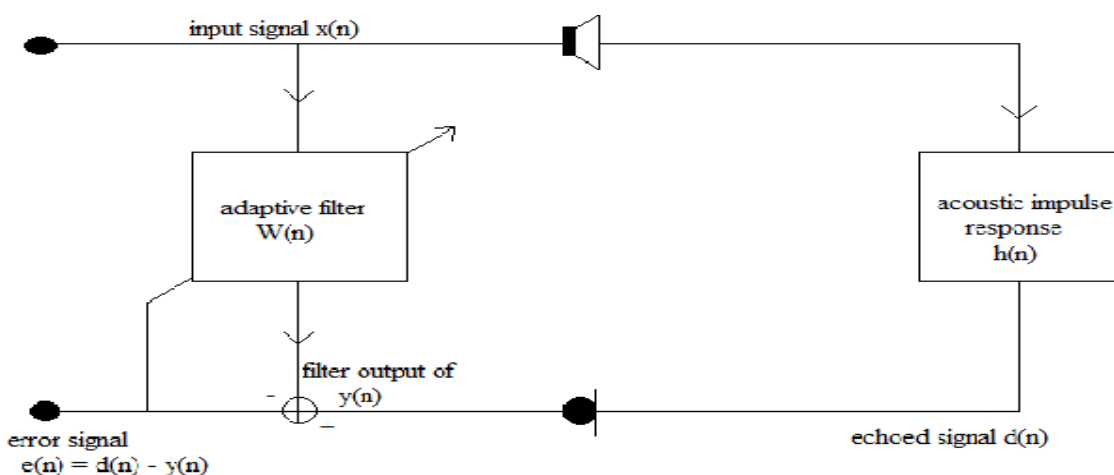 input signal x(n)
adaptive filter
W(n)
acoustic impulse
response
h(n)
filter output of
y(n)
-
-
echoed signal d(n)
error signal
e(n) = d(n) - y(n)